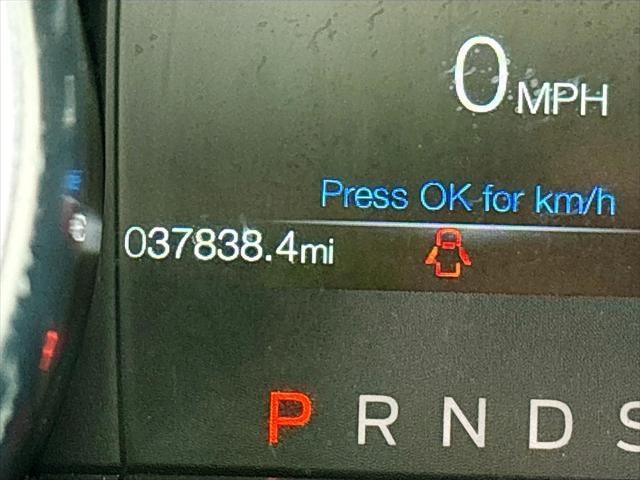 0 MPH
Press OK for km/h
037838.4mi
P R N D S